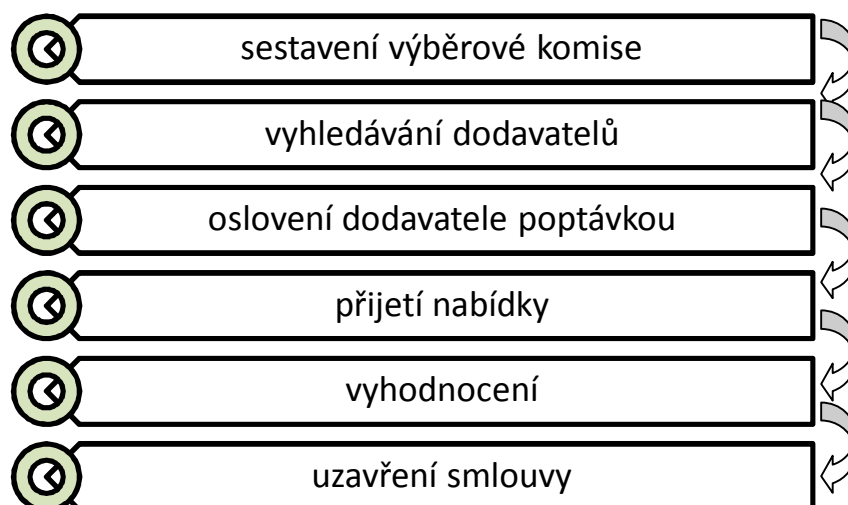 sestavení výběrové komise
vyhledávání dodavatelů
oslovení dodavatele poptávkou
přijetí nabídky
vyhodnocení
uzavření smlouvy